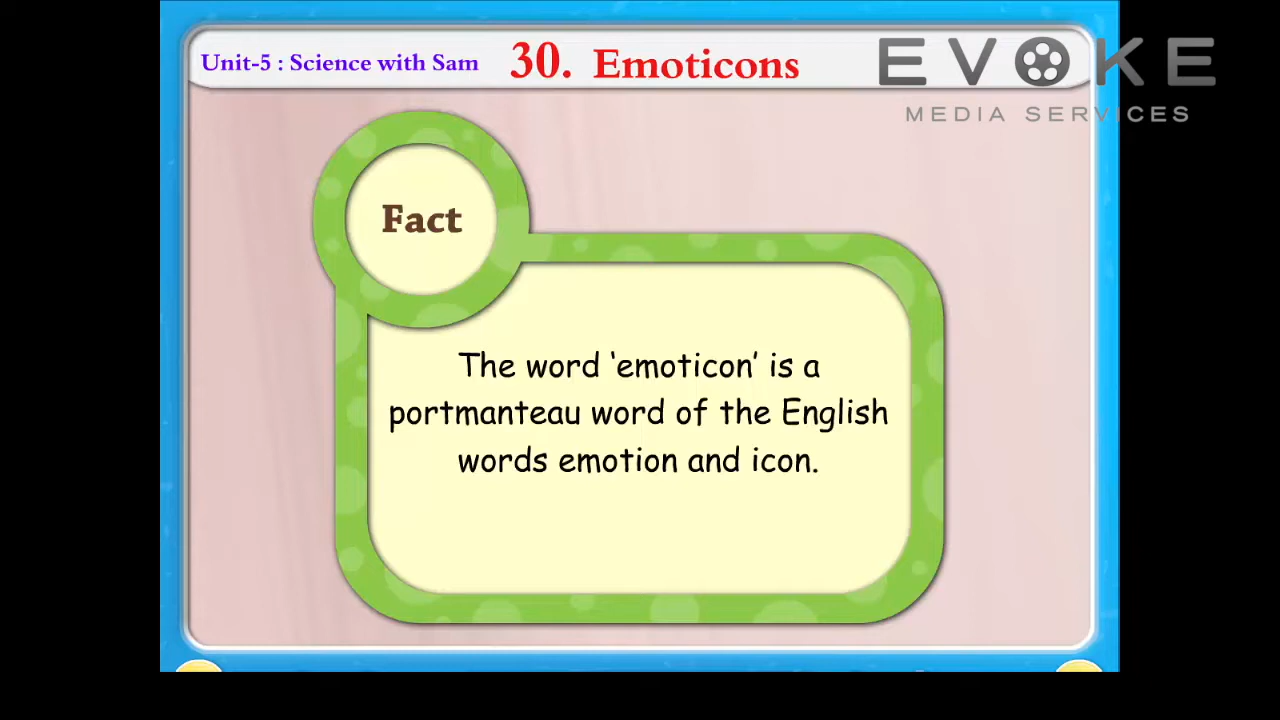 Unit-5 : Science with Sam 30. Emoticons
EVOKE
MEDIA SERVICES
Fact
The word ‘emoticon’ is a
portmanteau word of the English
words emotion and icon.